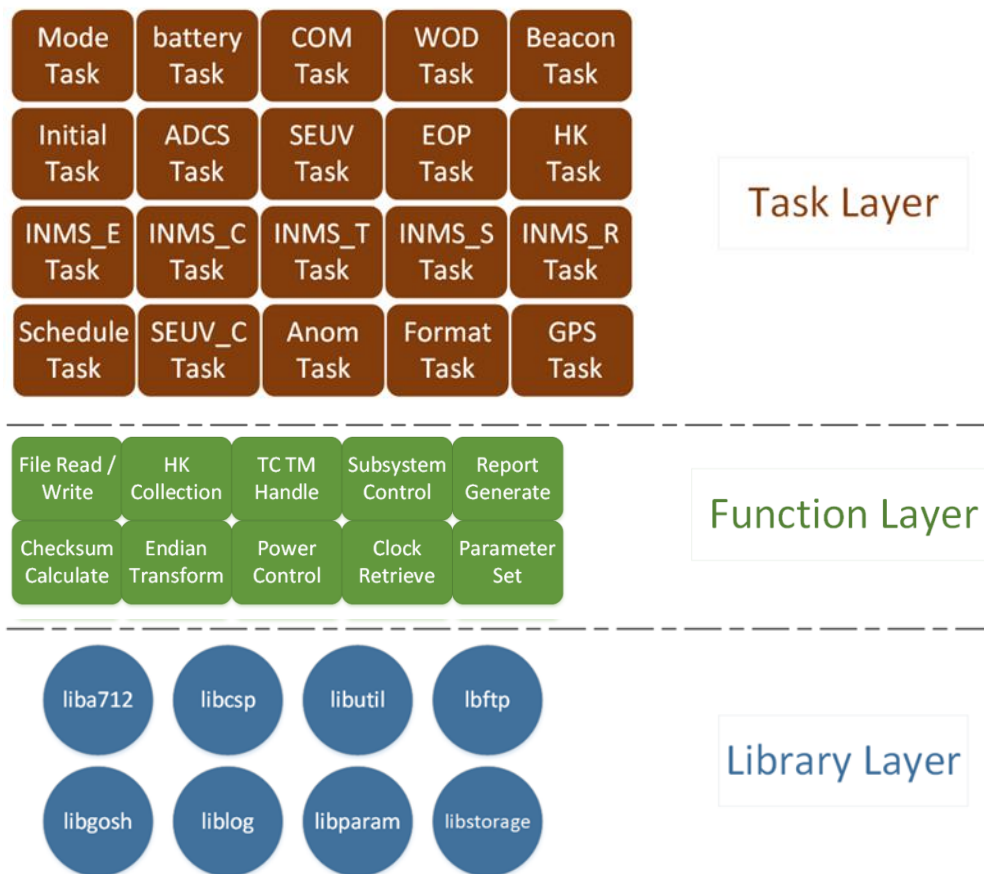 Mode
Task
battery
Task
COM
Task
WOD
Task
Beacon
Task
Initial
Task
ADCS
Task
SEUV
Task
EOP
Task
HK
Task
INMS_E
Task
INMS_C
Task
INMS_T
Task
INMS_S
Task
INMS_R
Task
Schedule
Task
SEUV_C
Task
Anom
Task
Format
Task
GPS
Task
Task Layer
File Read /
Write
HK
Collection
TC TM
Handle
Subsystem
Control
Report
Generate
Checksum
Calculate
Endian
Transform
Power
Control
Clock
Retrieve
Parameter
Set
Function Layer
liba712
libcsp
libutil
lbftp
libgosh
liblog
libparam
libstorage
Library Layer